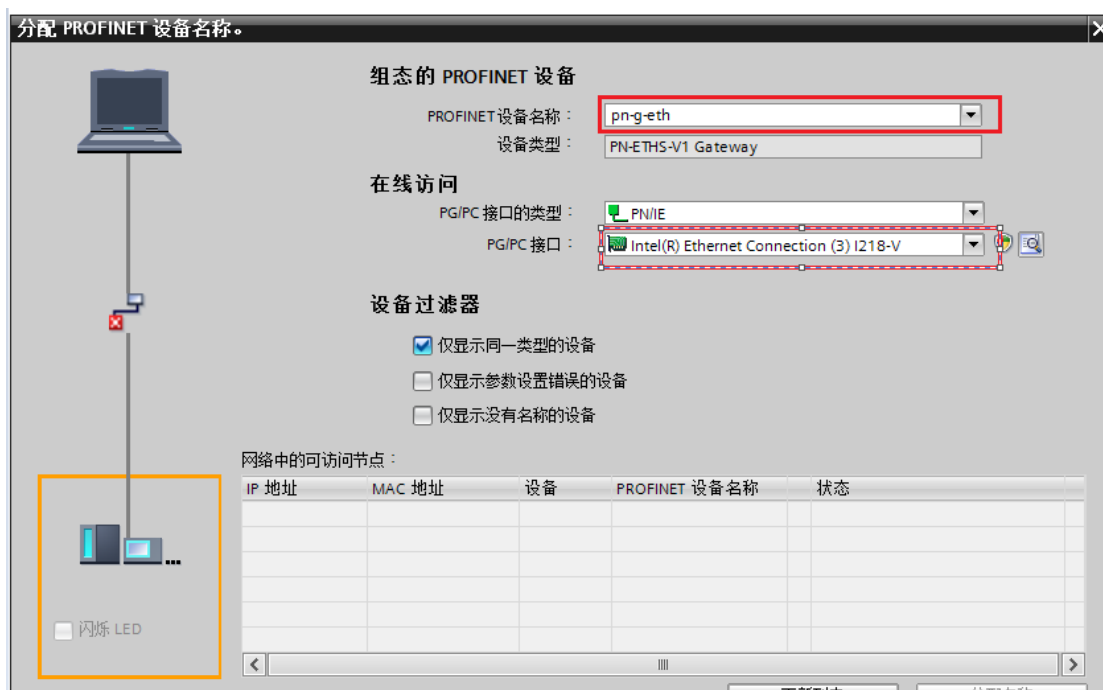 分配 PROFINET 设备名称。
组态的 PROFINET 设备
PROFINET设备名称： pn-g-eth
设备类型： PN-ETHS-V1 Gateway
在线访问
PG/PC 接口的类型： PN/IE
PG/PC 接口： Intel(R) Ethernet Connection (3) I218-V
设备过滤器
仅显示同一类型的设备
仅显示参数设置错误的设备
仅显示没有名称的设备
网络中的可访问节点：
IP 地址 MAC 地址 设备 PROFINET 设备名称 状态
...
闪烁 LED